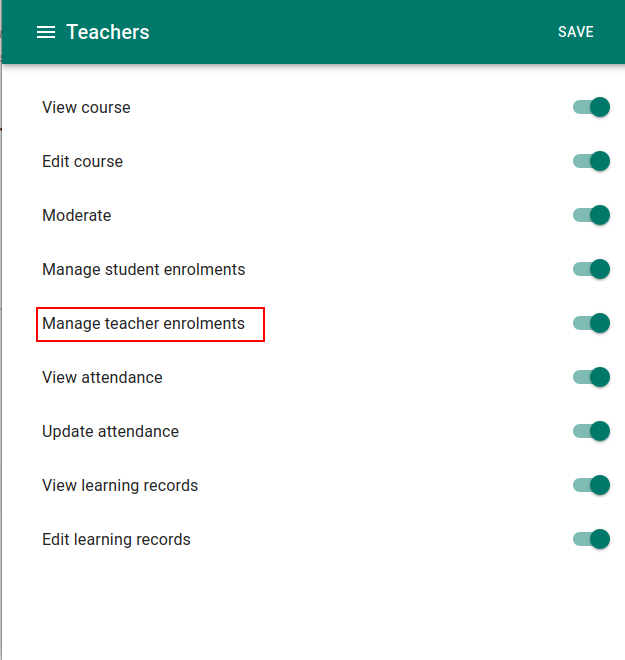 Teachers
SAVE
View course
Edit course
Moderate
Manage student enrolments
Manage teacher enrolments
View attendance
Update attendance
View learning records
Edit learning records